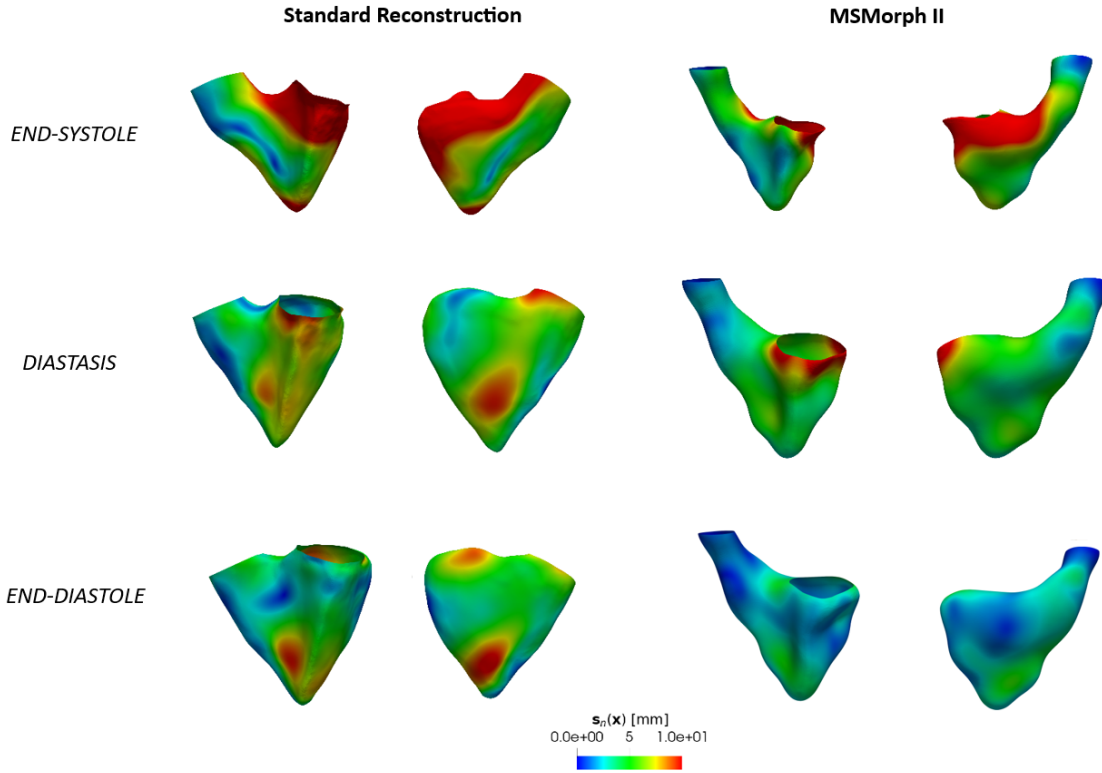 Standard Reconstruction MSMorph II
END-SYSTOLE
DIASTASIS
END-DIASTOLE
sₙ(x) [mm]
0.0e+00 5 1.0e+01